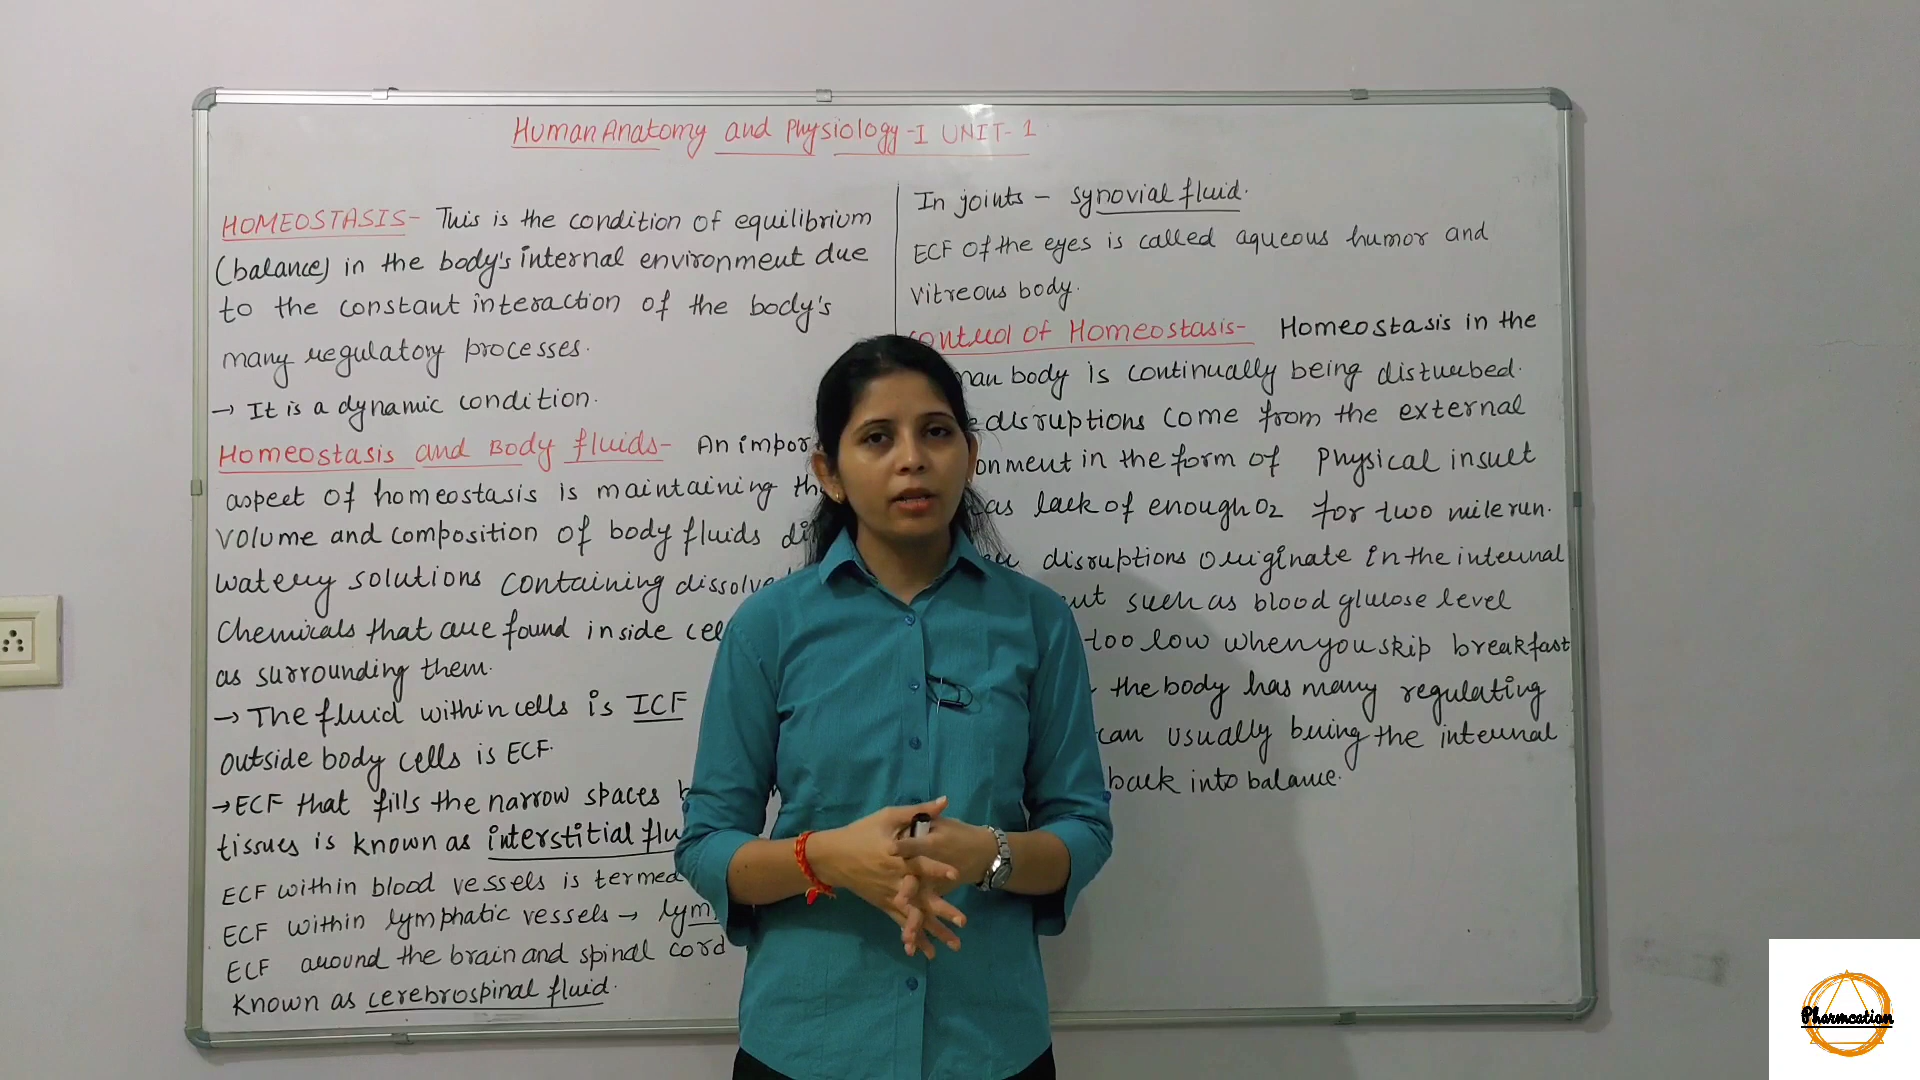 Human Anatomy and Physiology-I UNIT-1
HOMEOSTASIS- This is the condition of equilibrium
(balance) in the body's internal environment due
to the constant interaction of the body's
many regulatory processes.
→ It is a dynamic condition.
Homeostasis and Body fluids- An impor
aspect of homeostasis is maintaining th
volume and composition of body fluids di
watery solutions containing dissolve
Chemicals that are found inside cel
as surrounding them.
→ The fluid within cells is ICF
outside body cells is ECF.
→ ECF that fills the narrow spaces b
tissues is known as interstitial flu
ECF within blood vessels is termed
ECF within lymphatic vessels → lym
ECF around the brain and spinal cord
Known as cerebrospinal fluid.
In joints - synovial fluid.
ECF of the eyes is called aqueous humor and
vitreous body.
Control of Homeostasis- Homeostasis in the
man body is continually being disturbed.
disruptions come from the external
onment in the form of physical insult
as lack of enough O2 for two mile run.
disruptions originate in the internal
such as blood glucose level
too low when you skip breakfast
the body has many regulating
can usually bring the internal
back into balance.
Pharmcation